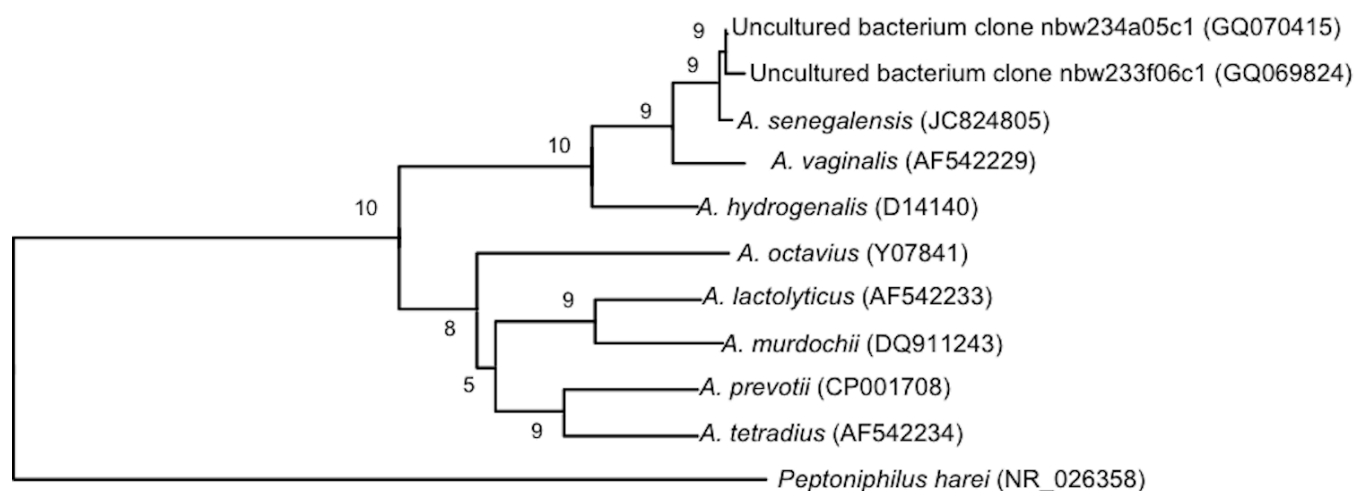 9
Uncultured bacterium clone nbw234a05c1 (GQ070415)
9
Uncultured bacterium clone nbw233f06c1 (GQ069824)
9
A. senegalensis (JC824805)
10
A. vaginalis (AF542229)
10
A. hydrogenalis (D14140)
A. octavius (Y07841)
9
A. lactolyticus (AF542233)
8
A. murdochii (DQ911243)
5
A. prevotii (CP001708)
9
A. tetradius (AF542234)
Peptoniphilus harei (NR_026358)